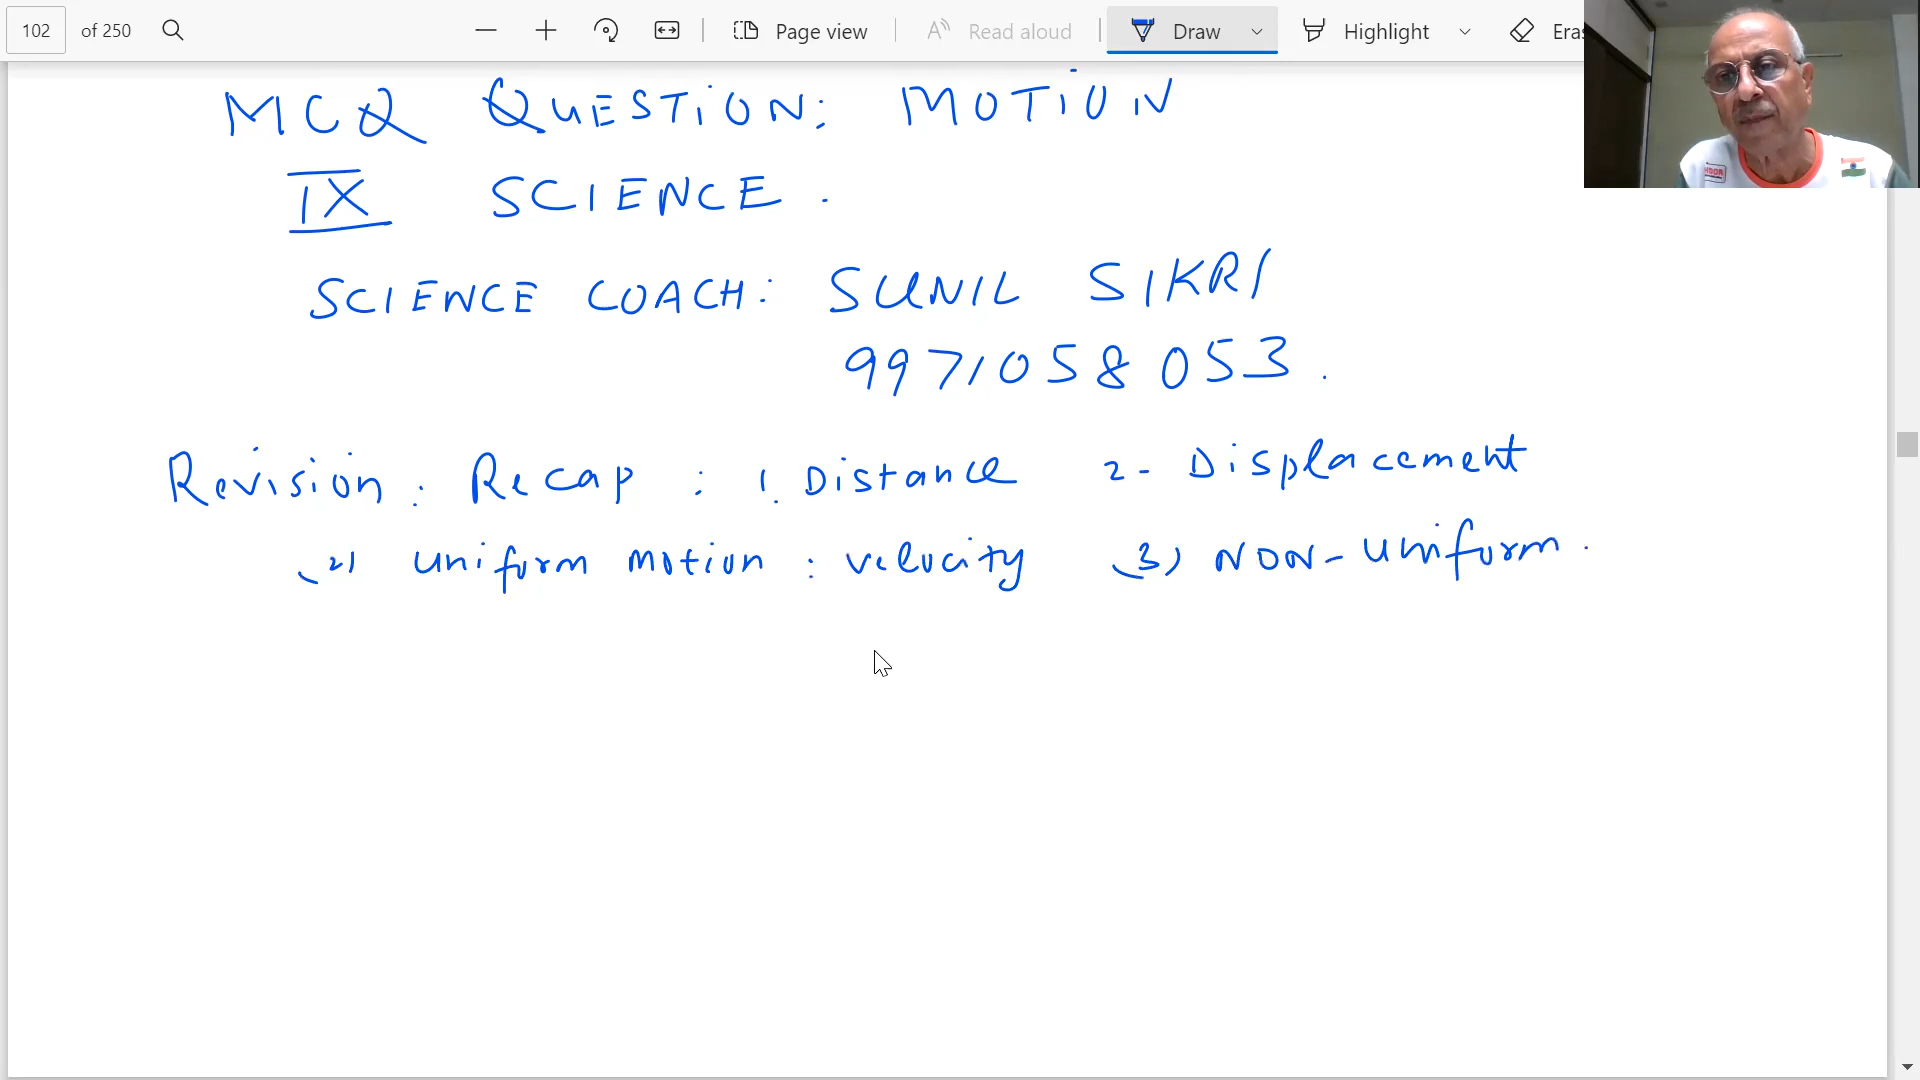 102 of 250 Page view Read aloud Draw Highlight
MCQ QUESTION: MOTION
IX SCIENCE.
SCIENCE COACH: SUNIL SIKRI
9971058053.
Revision: Recap: 1. Distance 2- Displacement
(2) uniform motion: velocity (3) NON-uniform.